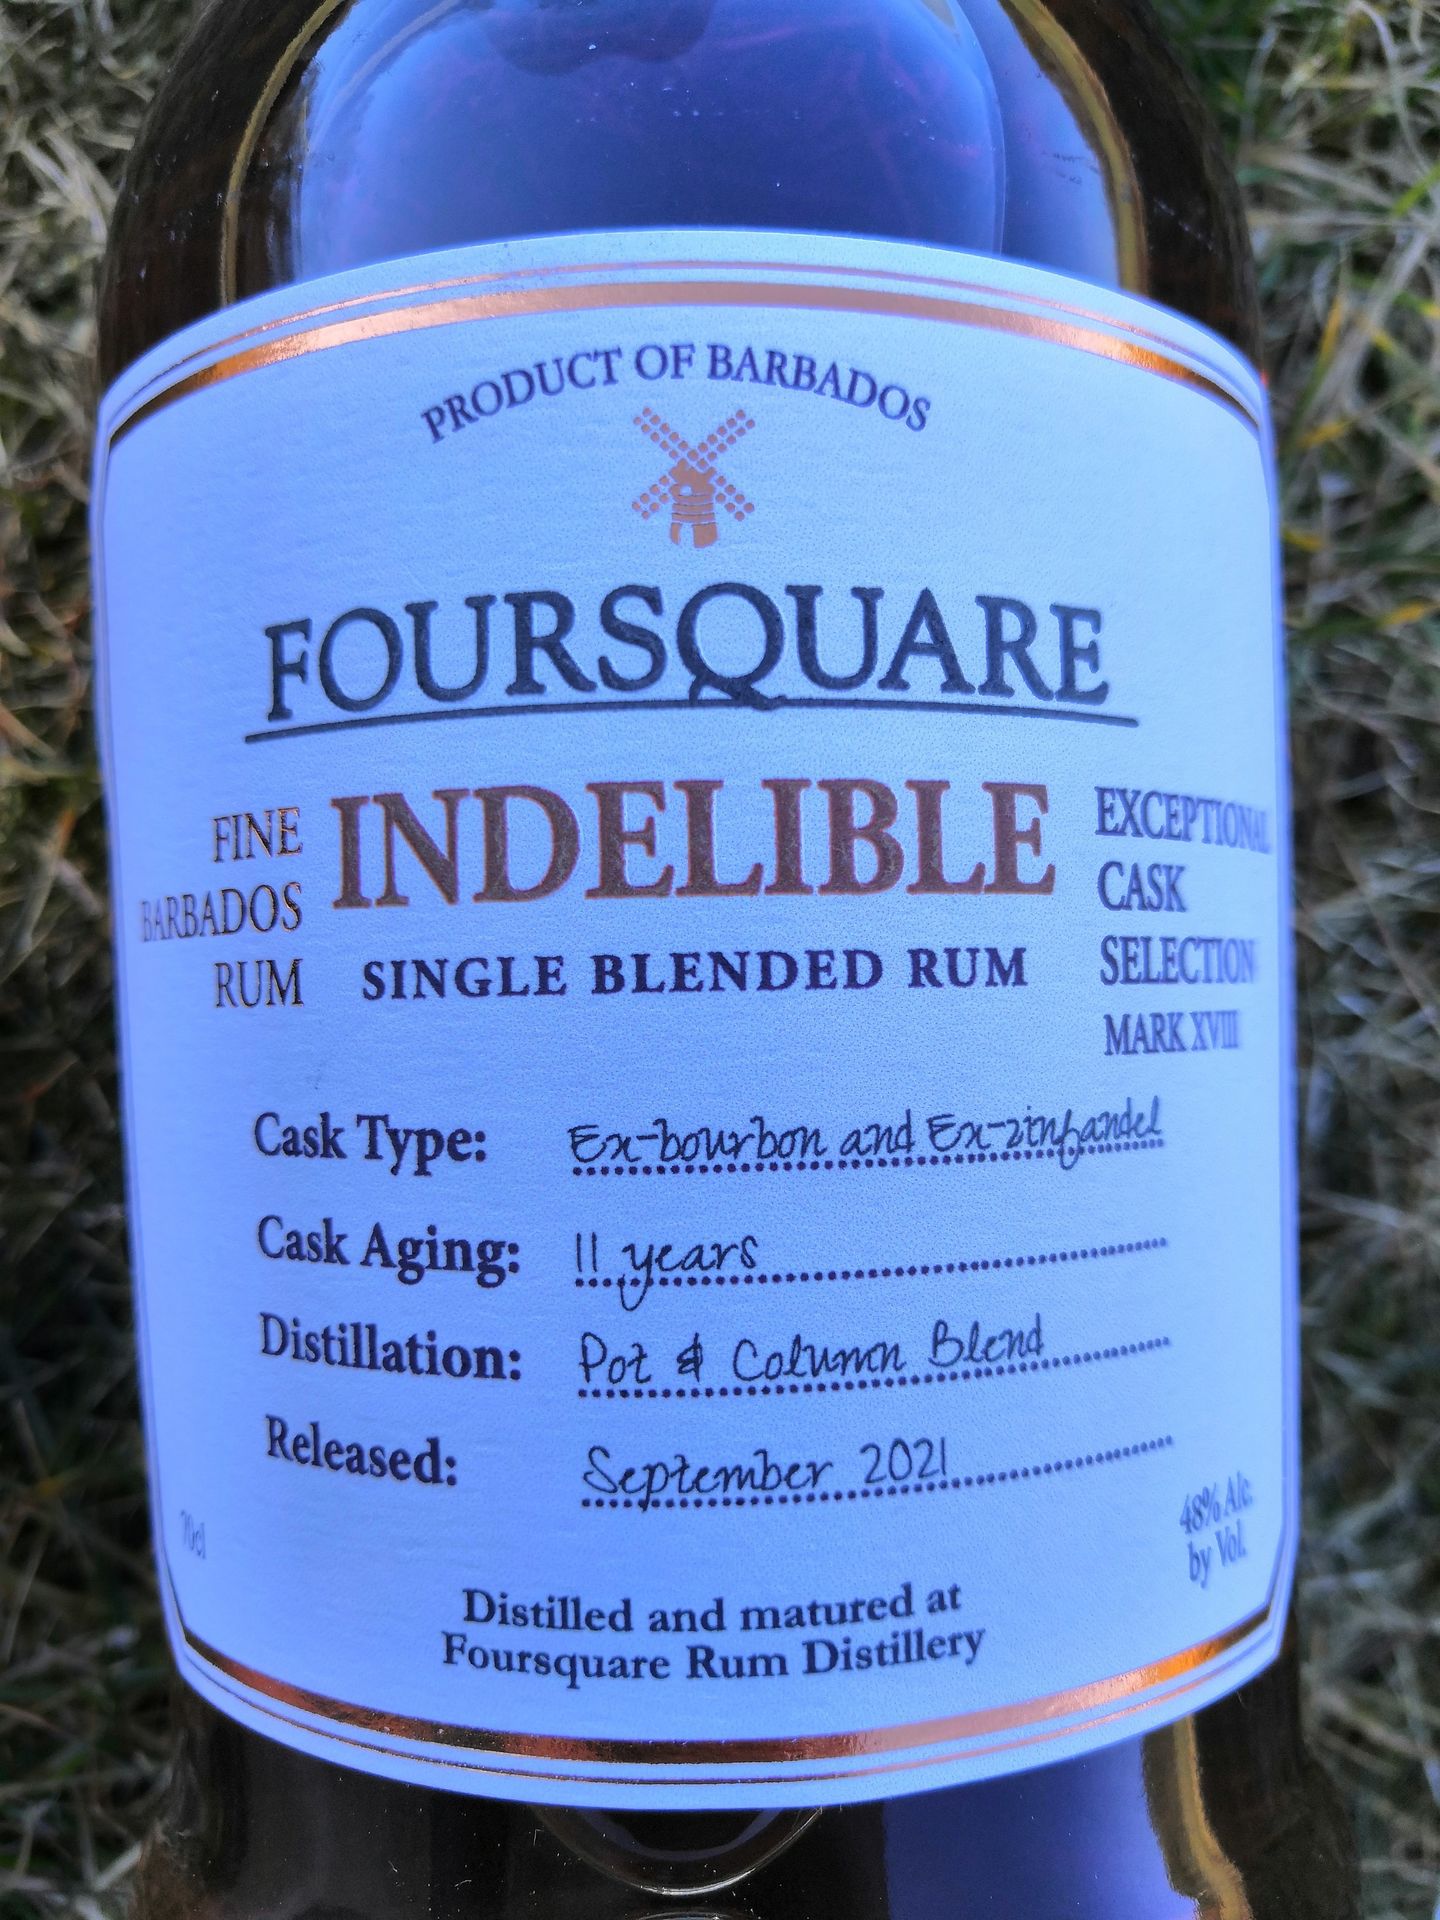 PRODUCT OF BARBADOS
FOURSQUARE
FINE
BARBADOS
RUM
INDELIBLE
SINGLE BLENDED RUM
EXCEPTIONAL
CASK
SELECTION
MARK XVIII
Cask Type: Ex-bourbon and Ex-zinfandel
Cask Aging: 11 years
Distillation: Pot & Column Blend
Released: September 2021
70cl
48% Alc.
by Vol.
Distilled and matured at
Foursquare Rum Distillery